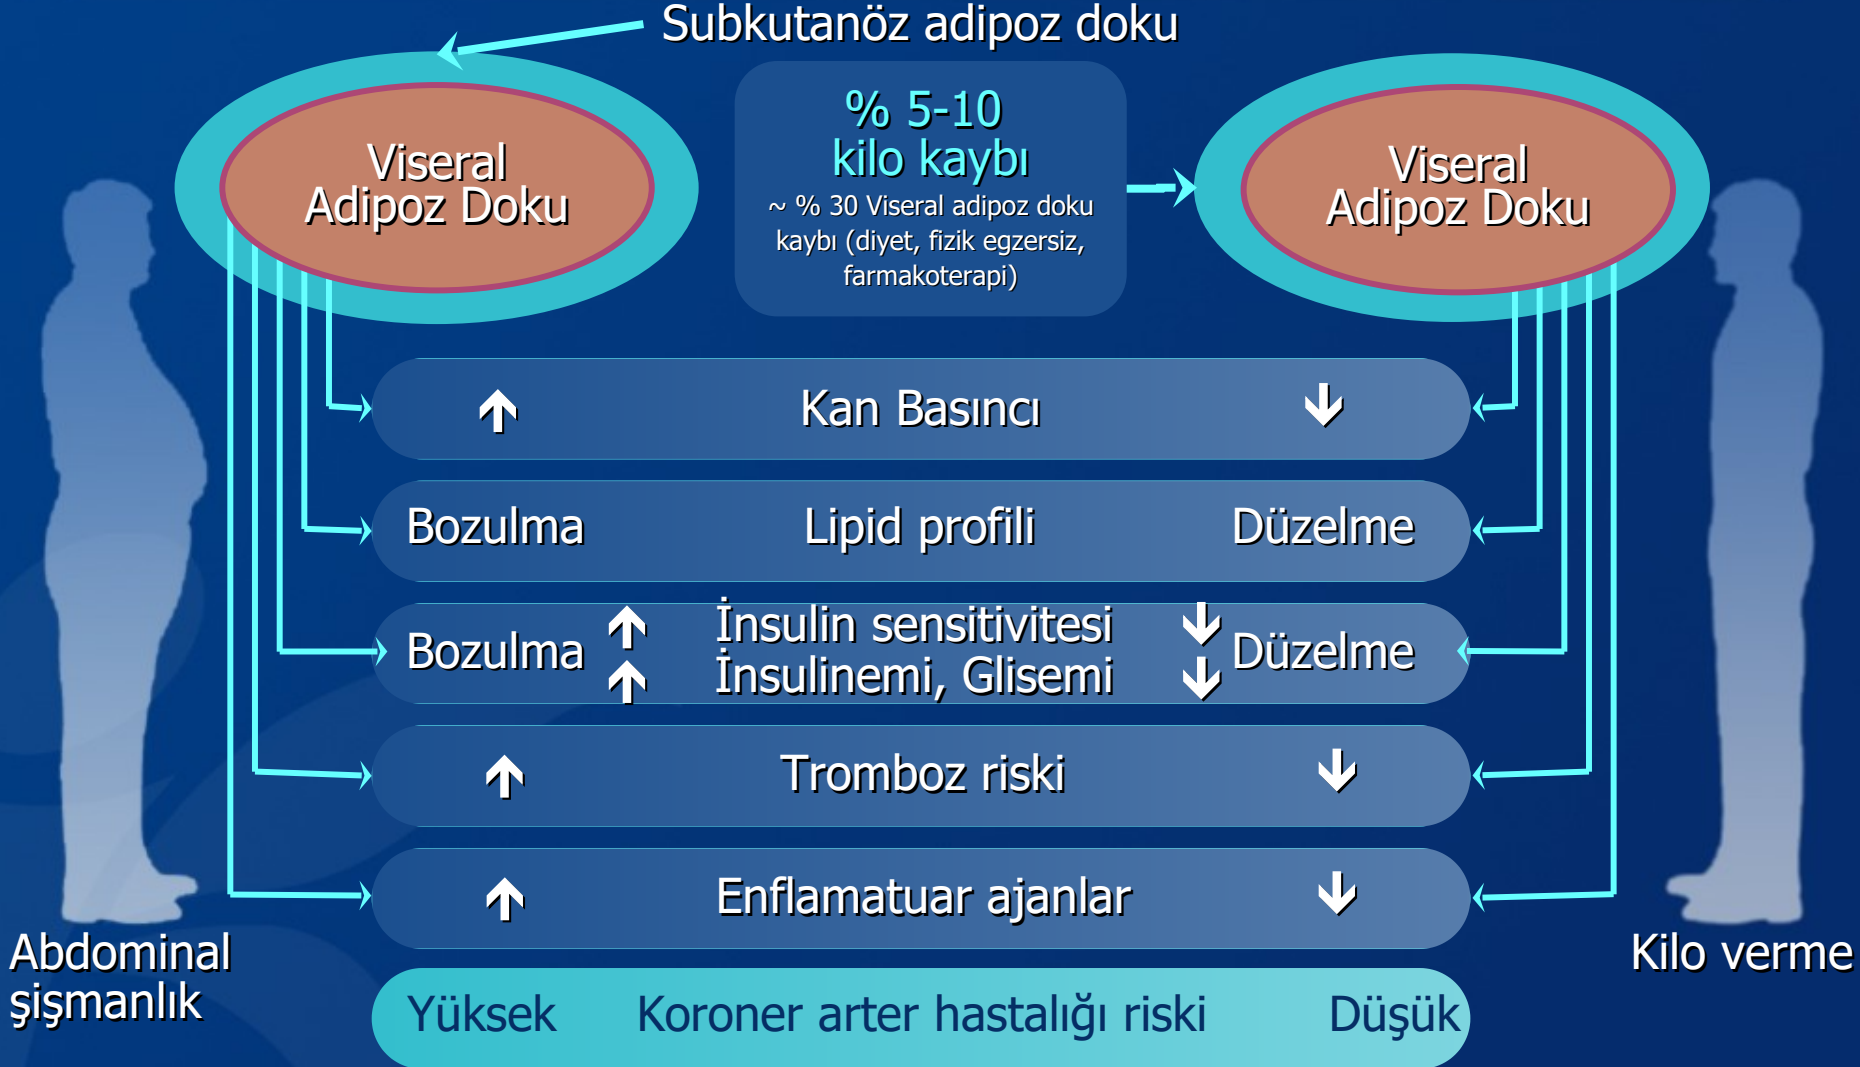 Subkutanöz adipoz doku
Viseral
Adipoz Doku
% 5-10
kilo kaybı
~ % 30 Viseral adipoz doku
kaybı (diyet, fizik egzersiz,
farmakoterapi)
Viseral
Adipoz Doku
↑ Kan Basıncı ↓
Bozulma Lipid profili Düzelme
Bozulma ↑ İnsulin sensitivitesi ↓ Düzelme
↑ İnsulinemi, Glisemi ↓
↑ Tromboz riski ↓
↑ Enflamatuar ajanlar ↓
Abdominal
şişmanlık
Kilo verme
Yüksek Koroner arter hastalığı riski Düşük